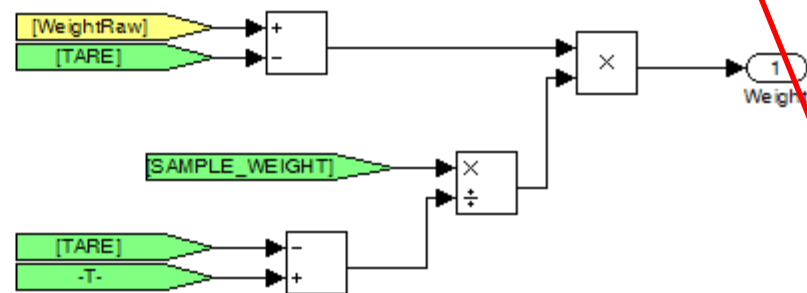 [WeightRaw]
+
[TARE]
−
×
1
Weight
[SAMPLE_WEIGHT]
×
÷
[TARE]
−
-T-
+